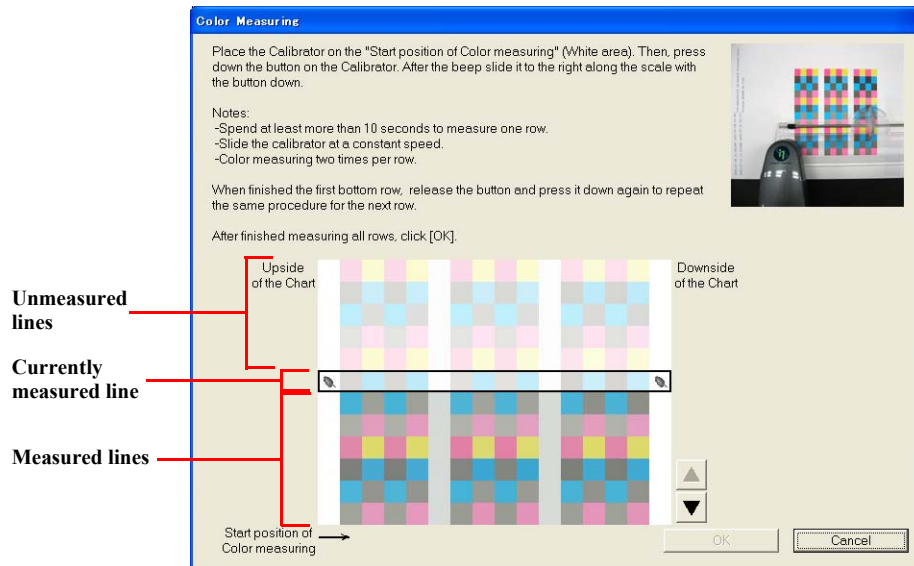 Color Measuring
Place the Calibrator on the "Start position of Color measuring" (White area). Then, press
down the button on the Calibrator. After the beep slide it to the right along the scale with
the button down.
Notes:
-Spend at least more than 10 seconds to measure one row.
-Slide the calibrator at a constant speed.
-Color measuring two times per row.
When finished the first bottom row, release the button and press it down again to repeat
the same procedure for the next row.
After finished measuring all rows, click [OK].
Upside
of the Chart
Downside
of the Chart
Unmeasured
lines
Currently
measured line
Measured lines
Start position of
Color measuring
OK
Cancel